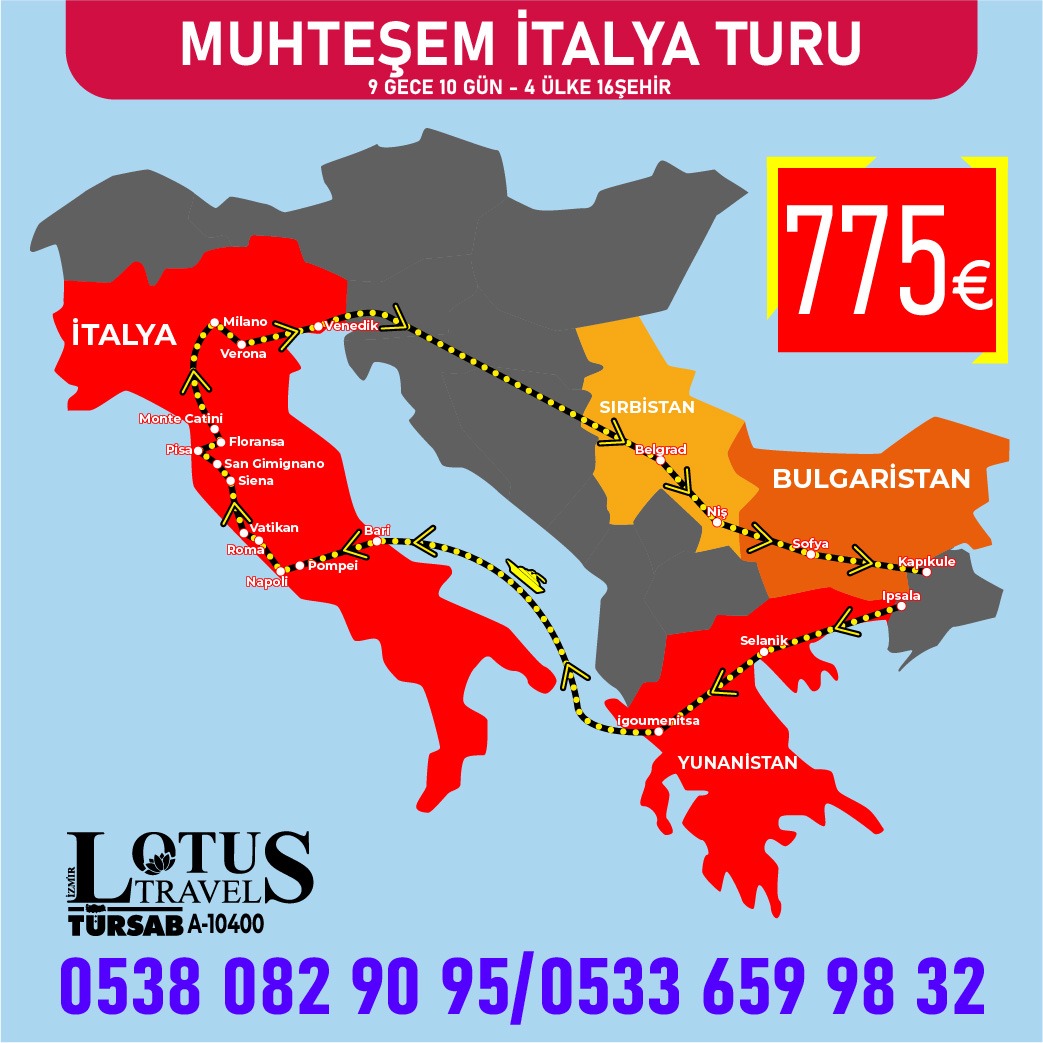 MUHTEŞEM İTALYA TURU
9 GECE 10 GÜN - 4 ÜLKE 16ŞEHİR
775€
İTALYA
Milano
Verona
Venedik
SIRBİSTAN
Monte Catini
Floransa
Pisa
Belgrad
San Gimignano
Siena
BULGARİSTAN
Niş
Vatikan
Bari
Roma
Sofya
Pompei
Kapıkule
Napoli
Ipsala
Selanik
igoumenitsa
YUNANİSTAN
İZMİR
LOTUS
TRAVEL
TÜRSAB A-10400
0538 082 90 95/0533 659 98 32